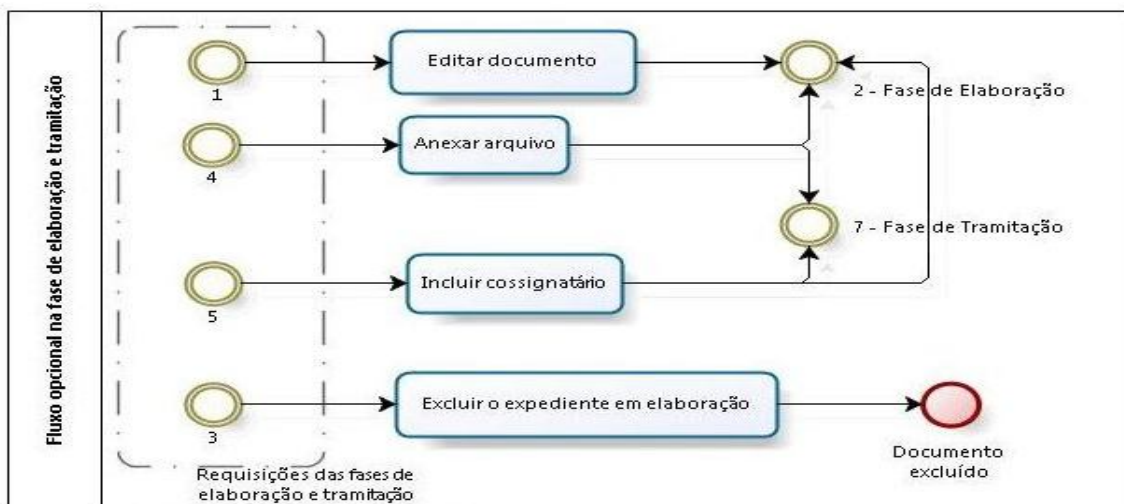 Fluxo opcional na fase de elaboração e tramitação
1
Editar documento
2 - Fase de Elaboração
4
Anexar arquivo
7 - Fase de Tramitação
5
Incluir cossignatário
3
Excluir o expediente em elaboração
Documento
excluído
Requisições das fases de
elaboração e tramitação